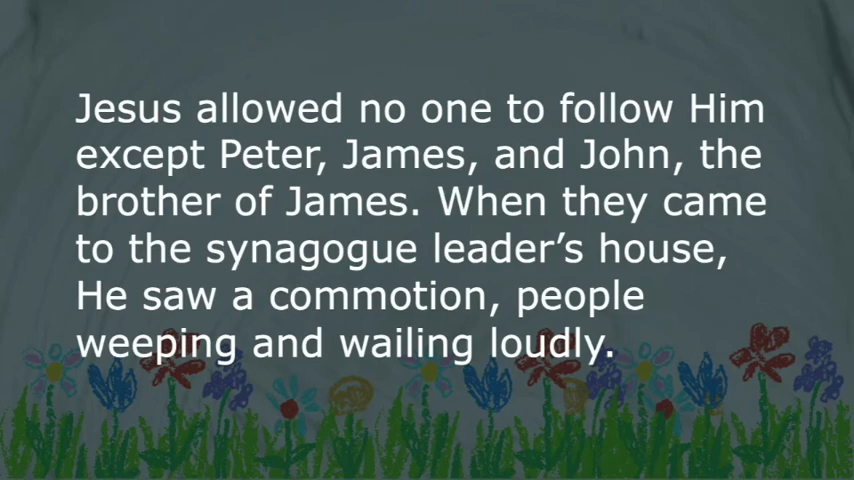 Jesus allowed no one to follow Him
except Peter, James, and John, the
brother of James. When they came
to the synagogue leader’s house,
He saw a commotion, people
weeping and wailing loudly.